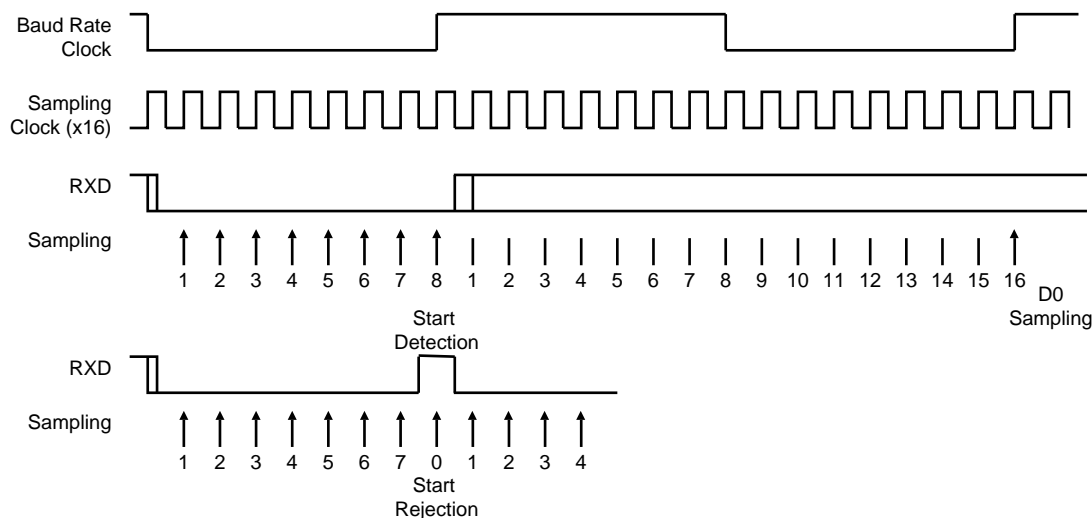 Baud Rate
Clock
Sampling
Clock (x16)
RXD
Sampling
1 2 3 4 5 6 7 8 1 2 3 4 5 6 7 8 9 10 11 12 13 14 15 16
D0
Sampling
Start
Detection
RXD
Sampling
1 2 3 4 5 6 7 0 1 2 3 4
Start
Rejection